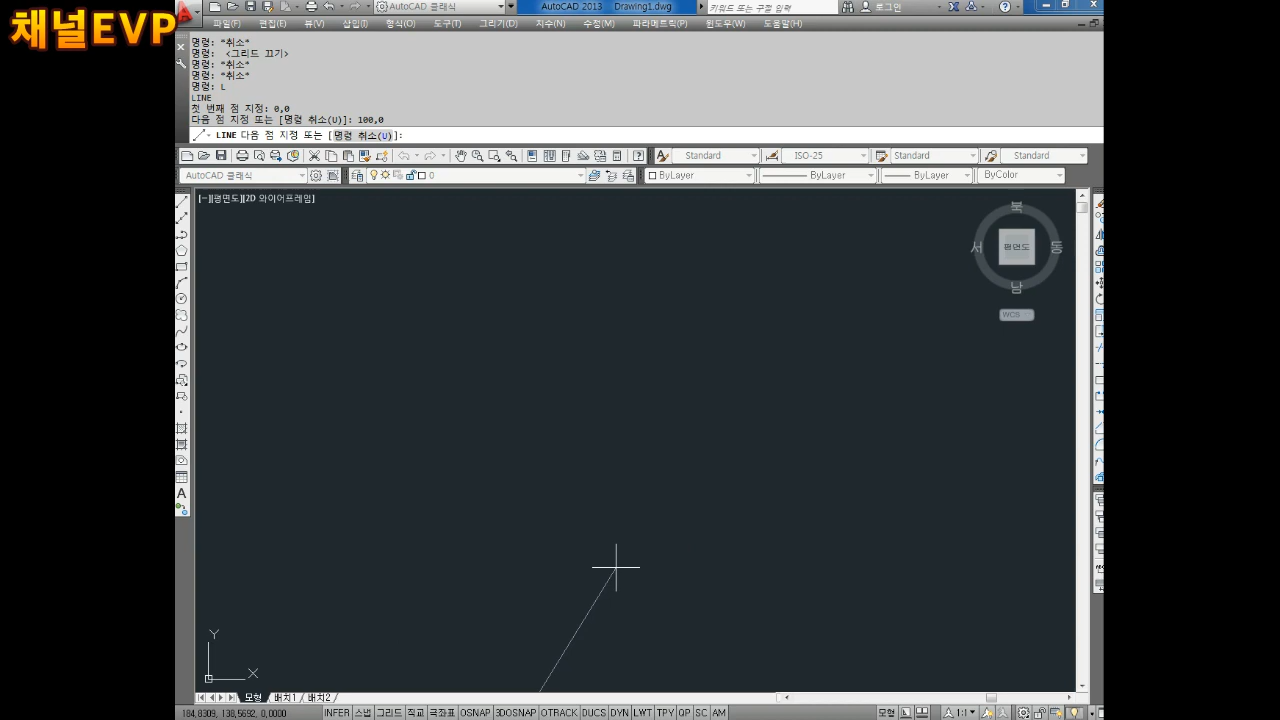 채널EVP
AutoCAD 클래식
AutoCAD 2013 Drawing1.dwg
키워드 또는 구절 입력
로그인
파일(F) 편집(E) 뷰(V) 삽입(I) 형식(O) 도구(T) 그리기(D) 치수(N) 수정(M) 파라메트릭(P) 윈도우(W) 도움말(H)
명령: *취소*
명령: <그리드 끄기>
명령: *취소*
명령: *취소*
명령: L
LINE
첫 번째 점 지정: 0,0
다음 점 지정 또는 [명령 취소(U)]: 100,0
LINE 다음 점 지정 또는 [명령 취소(U)]:
Standard ISO-25 Standard Standard
AutoCAD 클래식 0 ByLayer ByLayer ByLayer ByColor
[-][평면도][2D 와이어프레임]
북
서 평면도 동
남
WCS
Y
X
모형 배치1 배치2
184,8309, 138,5692, 0,0000 INFER 스냅 그리드 직교 극좌표 OSNAP 3DOSNAP OTRACK DUCS DYN LWT TPY QP SC AM 모형 1:1